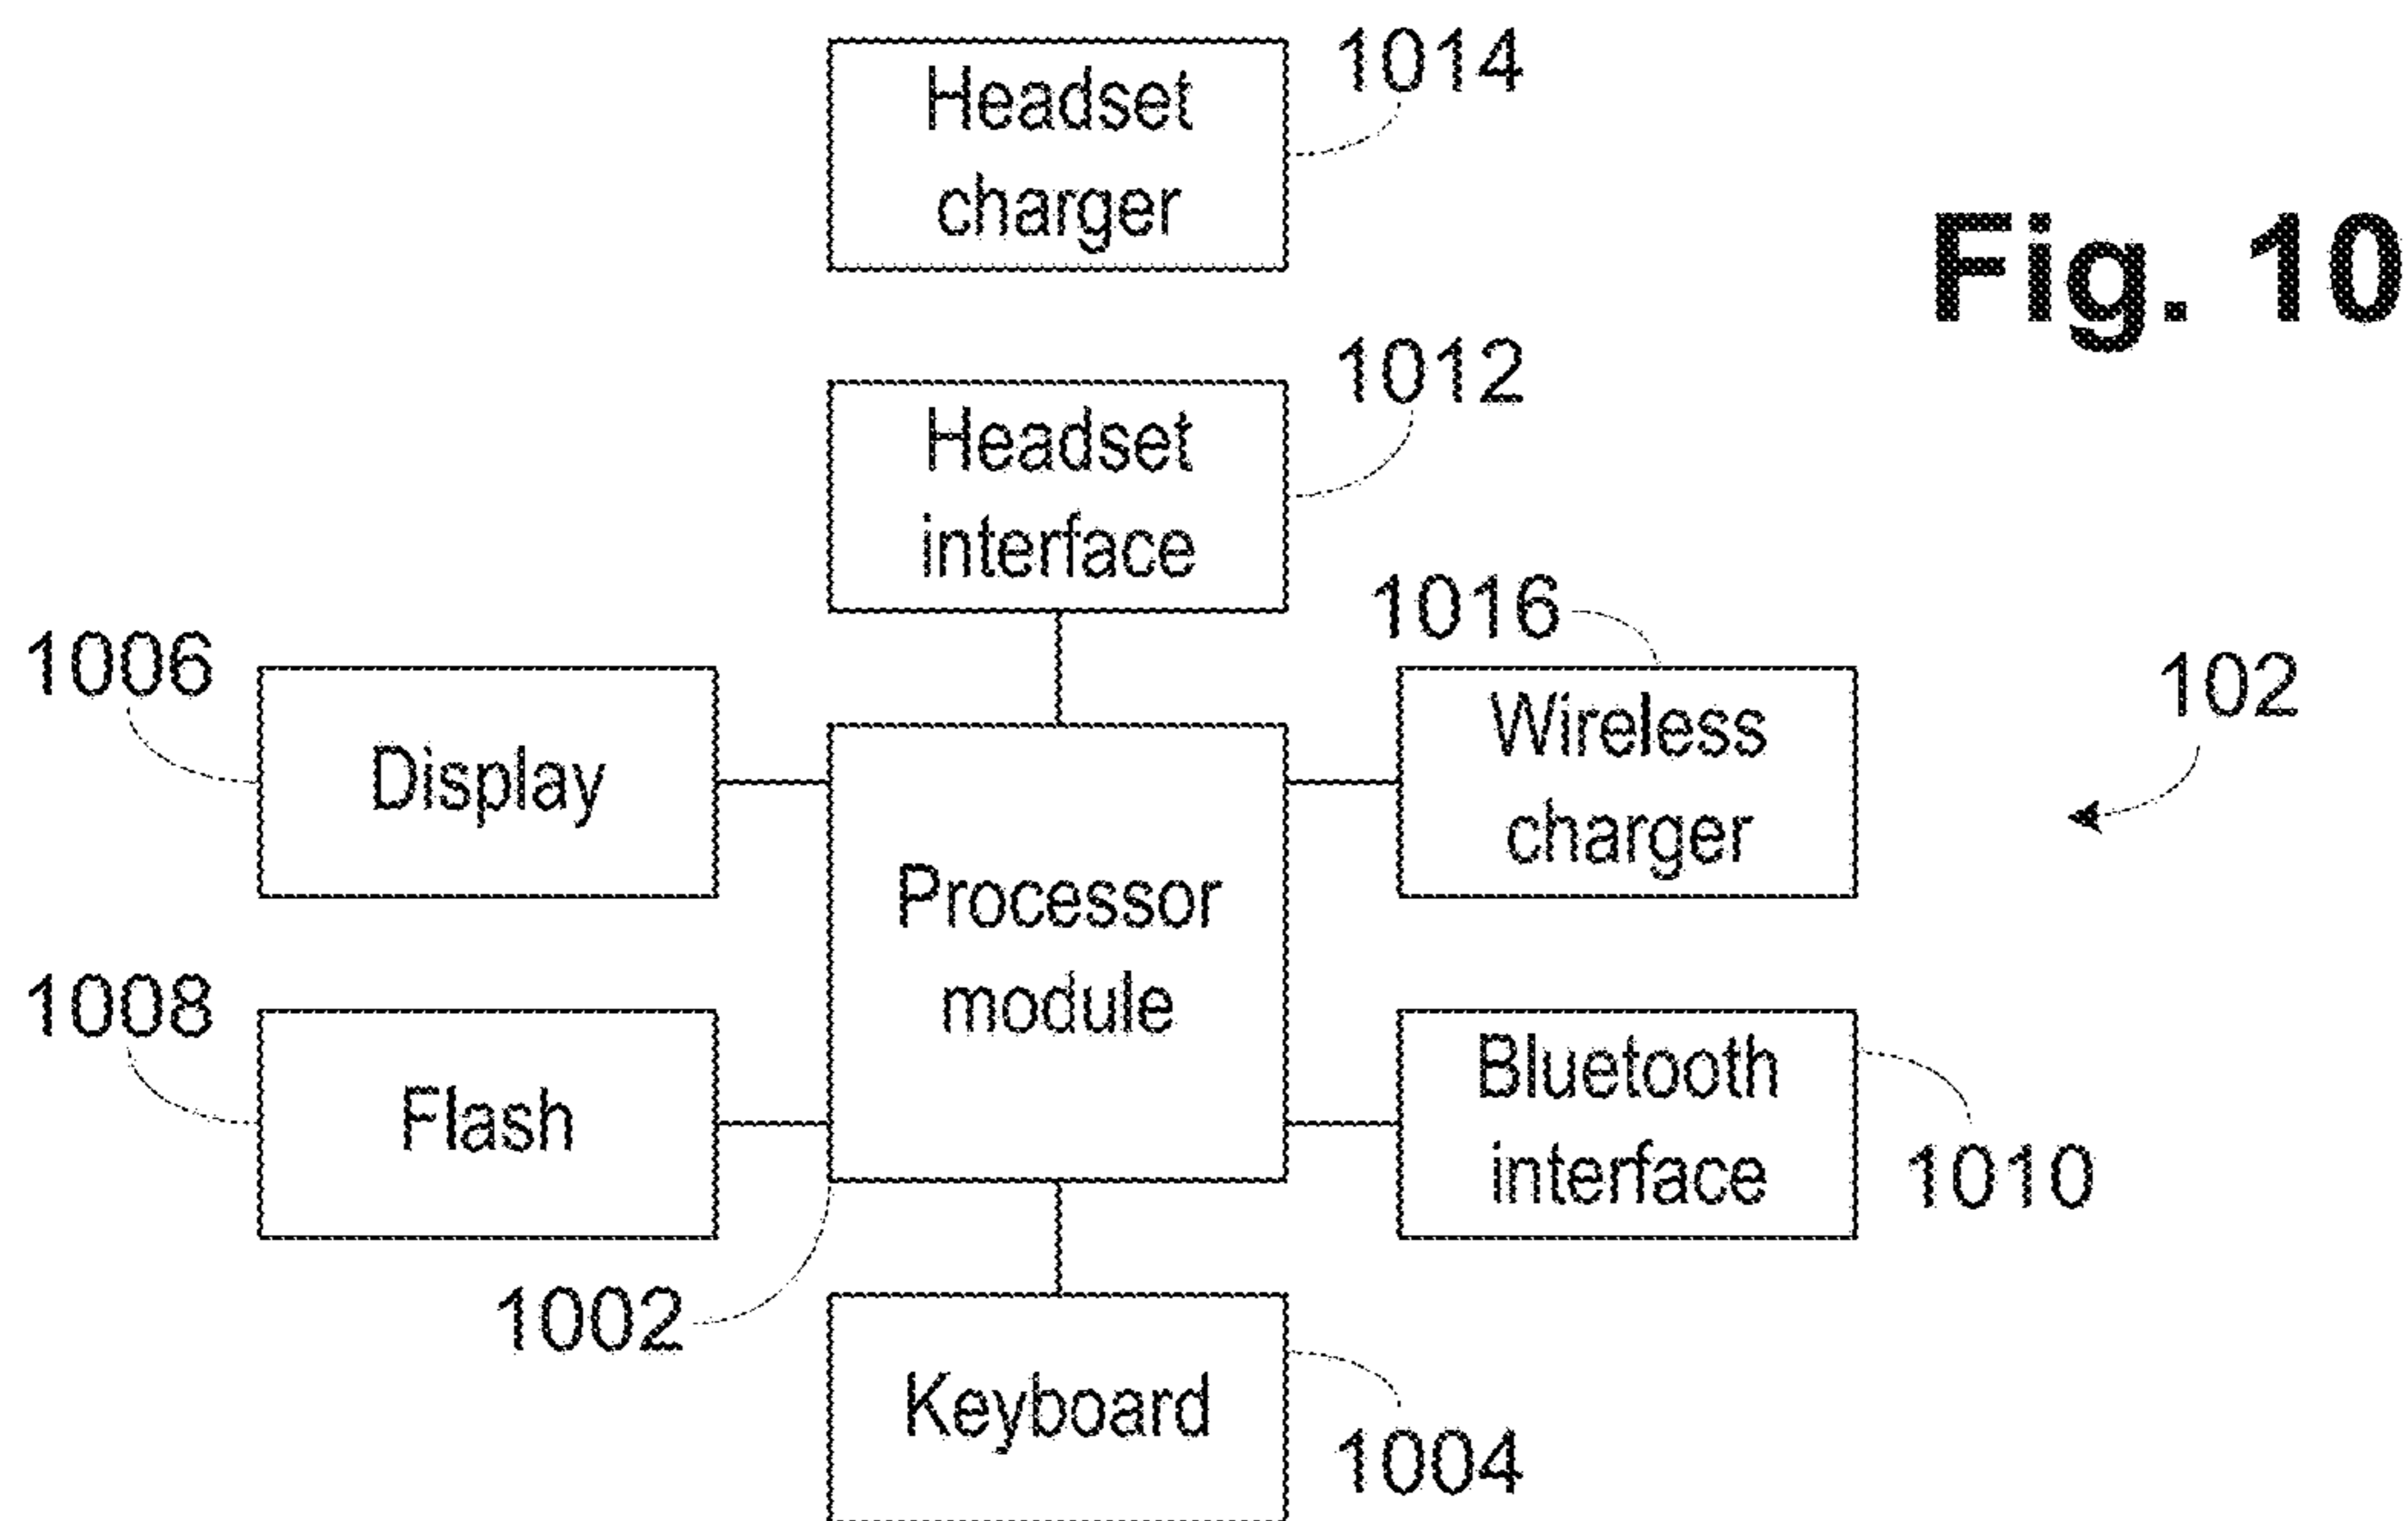 1014
Headset
charger
Fig. 10
1012
Headset
interface
1016
1006
Wireless
charger
102
Display
Processor
module
1008
Flash
Bluetooth
interface
1010
1002
Keyboard
1004